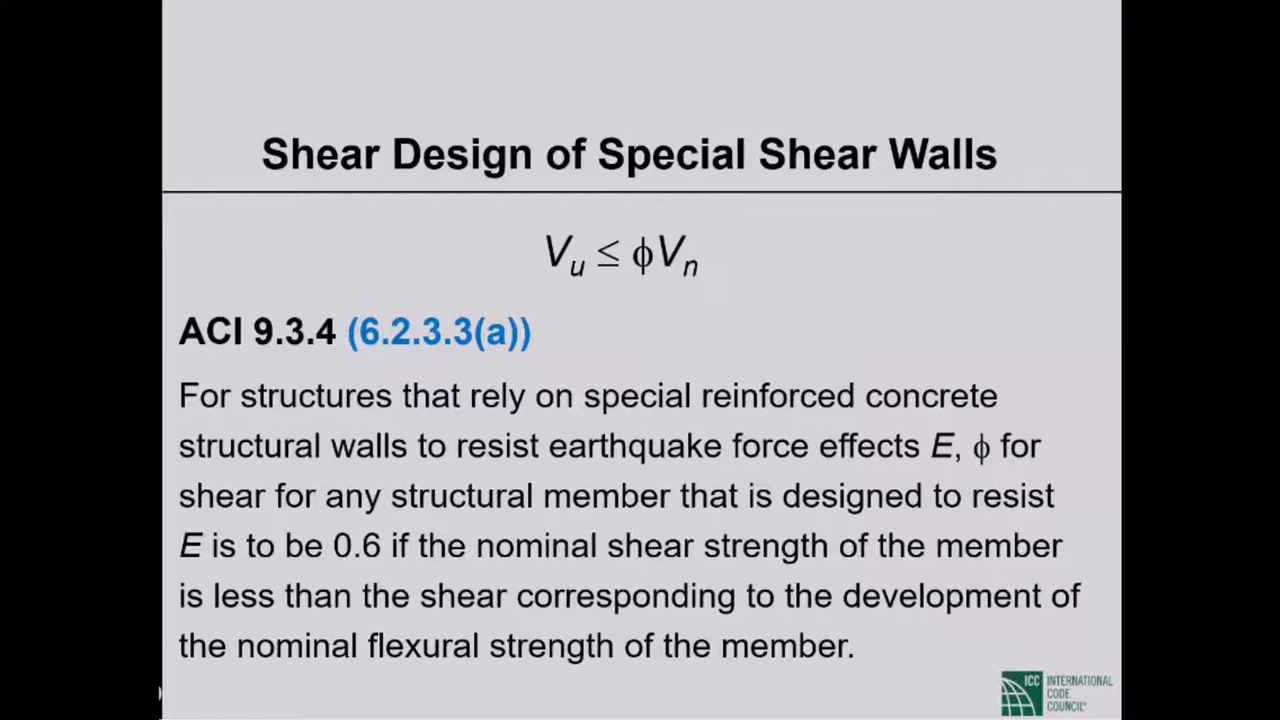 Shear Design of Special Shear Walls
Vu ≤ ϕVn
ACI 9.3.4 (6.2.3.3(a))
For structures that rely on special reinforced concrete
structural walls to resist earthquake force effects E, ϕ for
shear for any structural member that is designed to resist
E is to be 0.6 if the nominal shear strength of the member
is less than the shear corresponding to the development of
the nominal flexural strength of the member.
ICC INTERNATIONAL
CODE
COUNCIL®